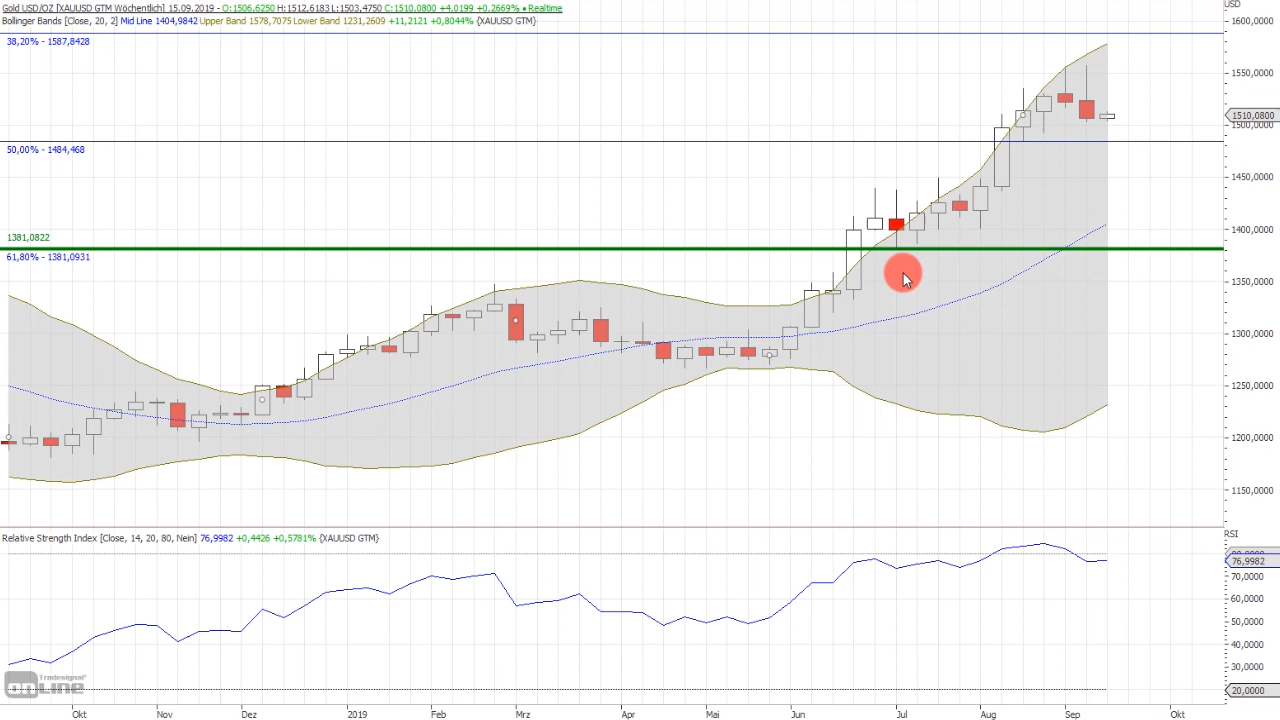 Gold USD/OZ [XAUUSD GTM Wöchentlich] 15.09.2019 - O:1506,6250 H:1512,6183 L:1503,4750 C:1510,0800 +4,0199 +0,2669% • Realtime
Bollinger Bands [Close, 20, 2] Mid Line 1404,9842 Upper Band 1578,7075 Lower Band 1231,2609 +11,2121 +0,8044% {XAUUSD GTM}
USD
1600,0000
38,20% - 1587,8428
1550,0000
1510,0800
1500,0000
50,00% - 1484,468
1450,0000
1400,0000
1381,0822
61,80% - 1381,0931
1350,0000
1300,0000
1250,0000
1200,0000
1150,0000
Relative Strength Index [Close, 14, 20, 80, Nein] 76,9982 +0,4426 +0,5781% {XAUUSD GTM}
RSI
76,9982
70,0000
60,0000
50,0000
40,0000
30,0000
20,0000
Tradesignal®
onLine
Okt Nov Dez 2019 Feb Mrz Apr Mai Jun Jul Aug Sep Okt